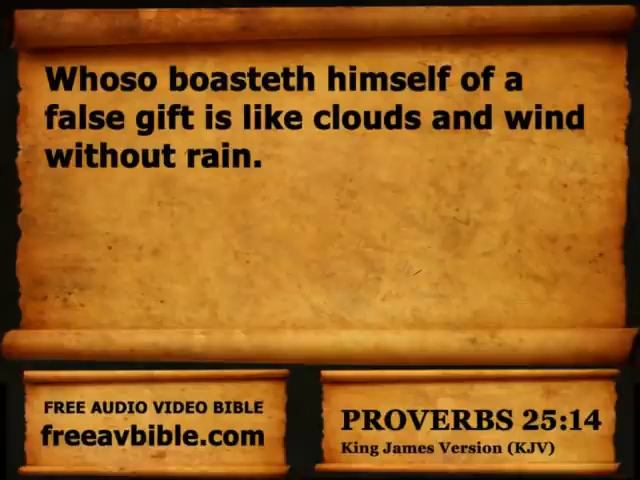 Whoso boasteth himself of a
false gift is like clouds and wind
without rain.
FREE AUDIO VIDEO BIBLE
freeavbible.com
PROVERBS 25:14
King James Version (KJV)